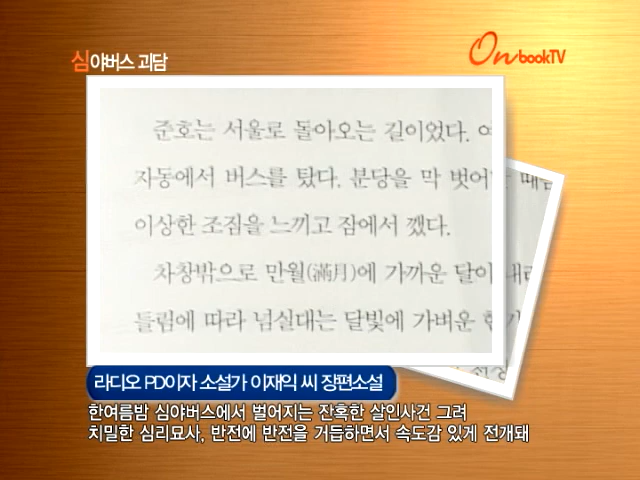 심야버스 괴담
On bookTV
준호는 서울로 돌아오는 길이었다.
자동에서 버스를 탔다. 분당을 막 벗어
이상한 조짐을 느끼고 잠에서 깼다.
차창밖으로 만월(滿月)에 가까운 달이
틀림에 따라 넘실대는 달빛에 가벼운
라디오 PD이자 소설가 이재익 씨 장편소설
한여름밤 심야버스에서 벌어지는 잔혹한 살인사건 그려
치밀한 심리묘사, 반전에 반전을 거듭하면서 속도감 있게 전개돼